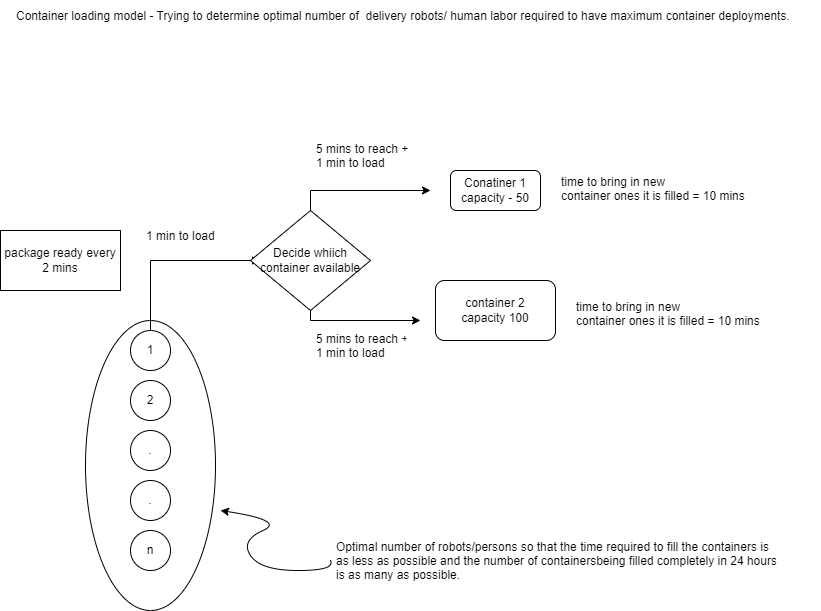 Container loading model - Trying to determine optimal number of  delivery robots/ human labor required to have maximum container deployments.
5 mins to reach +
1 min to load
Conatiner 1
capacity - 50
time to bring in new
container ones it is filled = 10 mins
1 min to load
package ready every
2 mins
Decide whiich
container available
container 2
capacity 100
time to bring in new
container ones it is filled = 10 mins
5 mins to reach +
1 min to load
1
2
.
.
n
Optimal number of robots/persons so that the time required to fill the containers is
as less as possible and the number of containersbeing filled completely in 24 hours
is as many as possible.